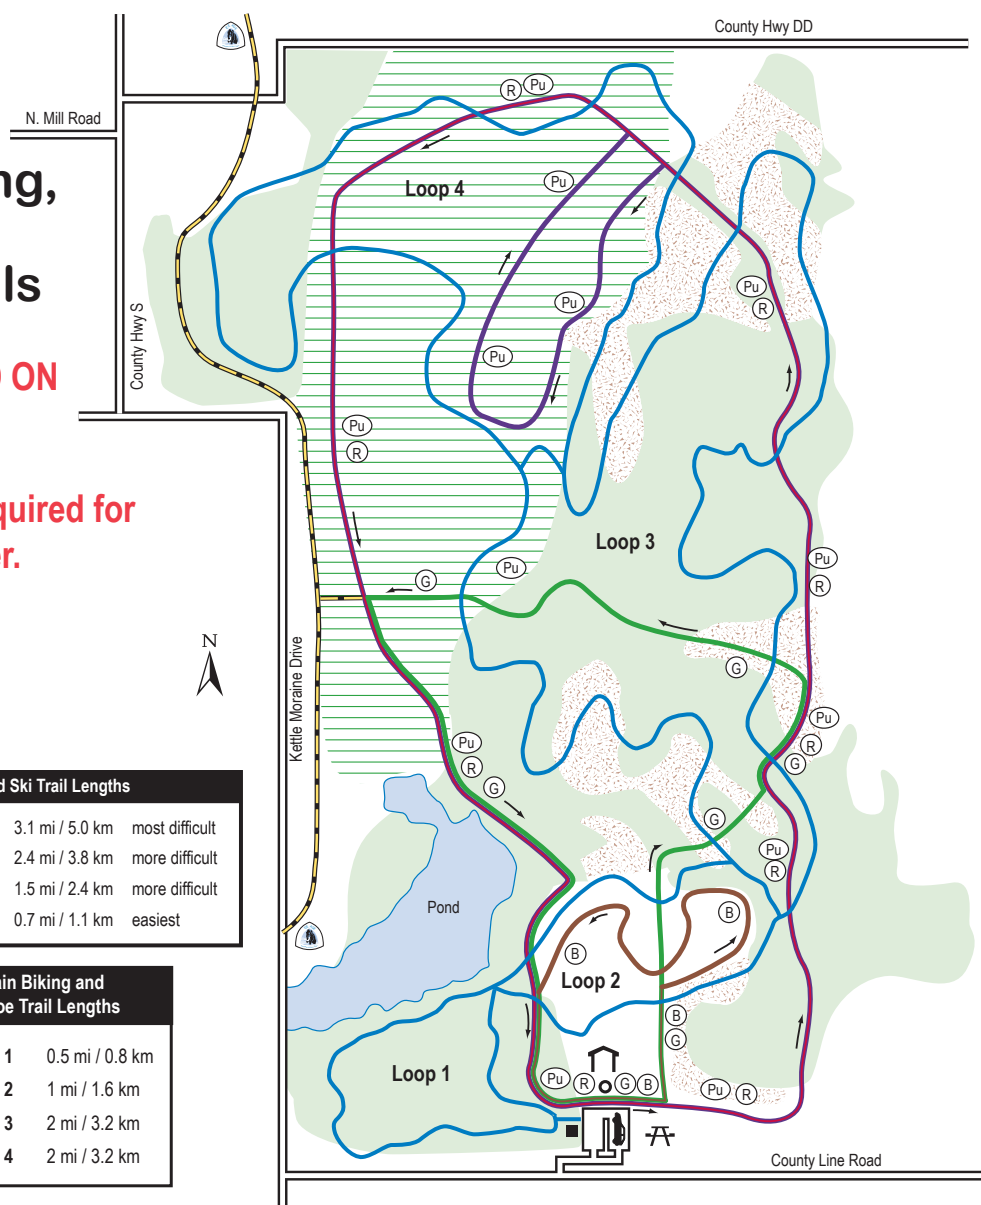 County Hwy DD
N. Mill Road
ng,
ls
ON
quired for
er.
County Hwy S
Kettle Moraine Drive
N
R Pu
Loop 4
Pu
Pu
Pu
Pu
R
Pu
R
Loop 3
Pu
G
Pu
R
G
Pu
R
G
Pu
R
G
G
Pu
R
Pond
B
B
Loop 2
B
G
Loop 1
Pu R G B
Pu R
County Line Road
d Ski Trail Lengths
3.1 mi / 5.0 km most difficult
2.4 mi / 3.8 km more difficult
1.5 mi / 2.4 km more difficult
0.7 mi / 1.1 km easiest
ain Biking and
oe Trail Lengths
1 0.5 mi / 0.8 km
2 1 mi / 1.6 km
3 2 mi / 3.2 km
4 2 mi / 3.2 km